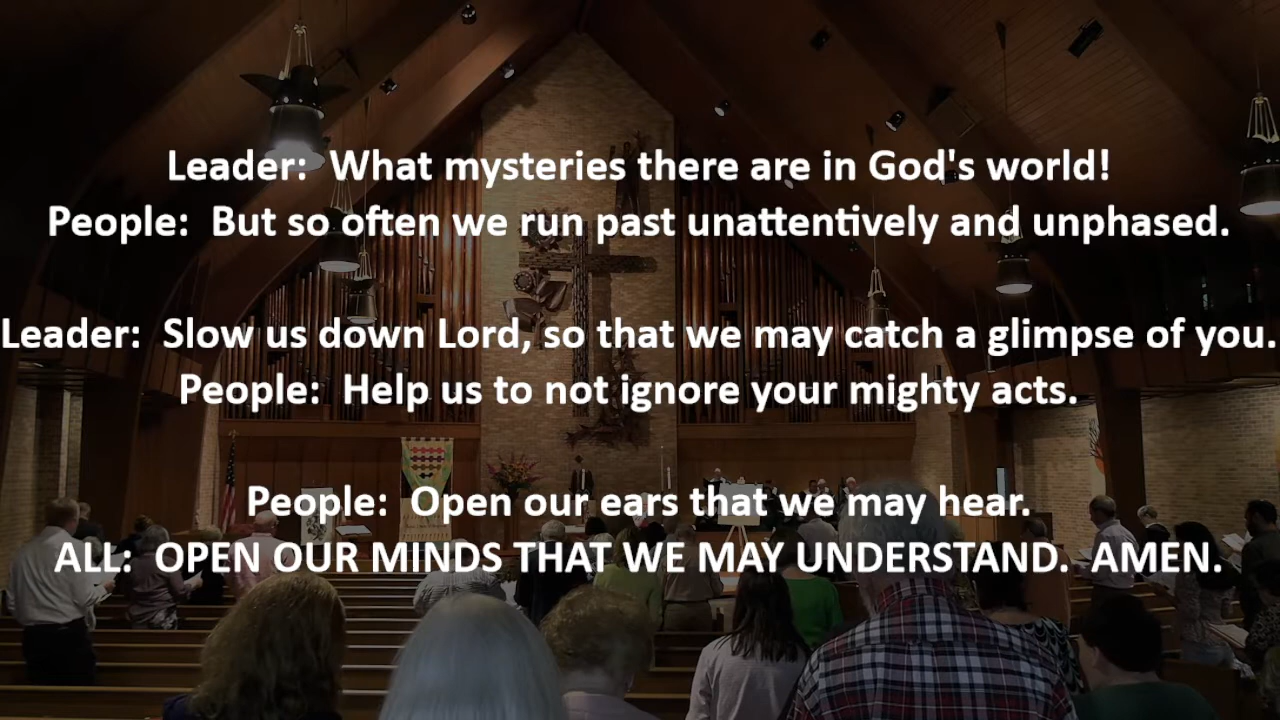 Leader:  What mysteries there are in God's world!
People:  But so often we run past unattentively and unphased.
Leader:  Slow us down Lord, so that we may catch a glimpse of you.
People:  Help us to not ignore your mighty acts.
People:  Open our ears that we may hear.
ALL:  OPEN OUR MINDS THAT WE MAY UNDERSTAND.  AMEN.